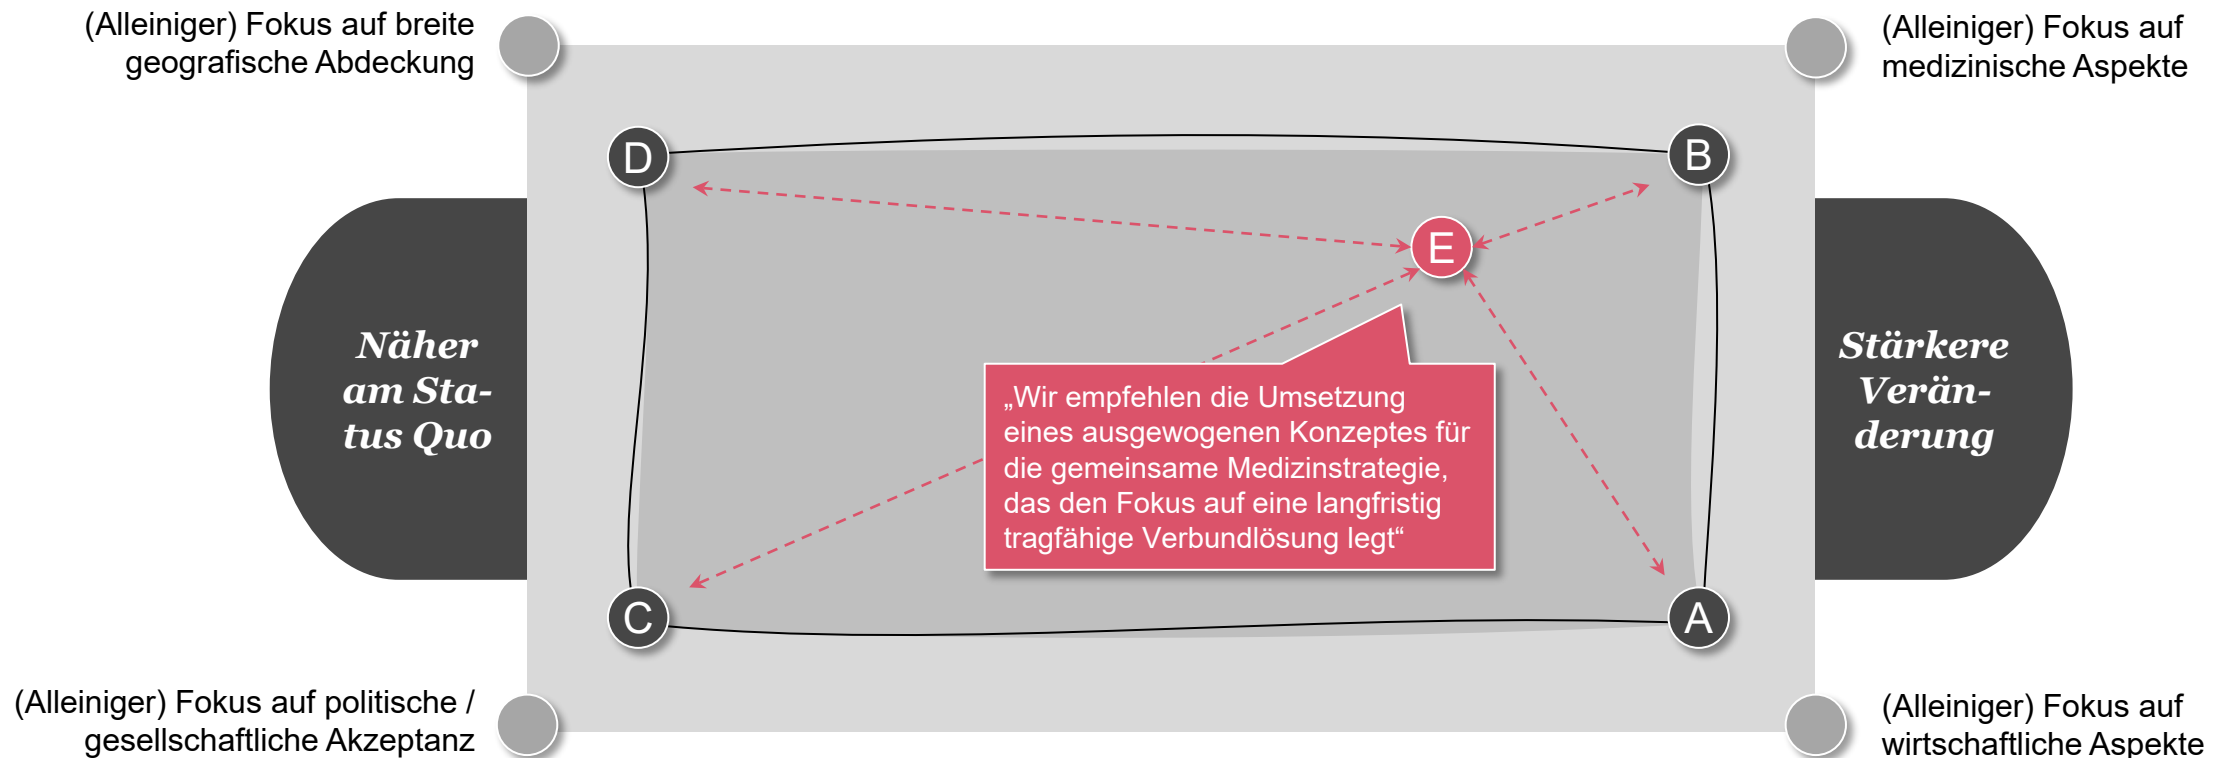 (Alleiniger) Fokus auf breite
geografische Abdeckung
(Alleiniger) Fokus auf
medizinische Aspekte
D
B
E
Näher
am Sta-
tus Quo
Stärkere
Verän-
derung
„Wir empfehlen die Umsetzung
eines ausgewogenen Konzeptes für
die gemeinsame Medizinstrategie,
das den Fokus auf eine langfristig
tragfähige Verbundlösung legt“
C
A
(Alleiniger) Fokus auf politische /
gesellschaftliche Akzeptanz
(Alleiniger) Fokus auf
wirtschaftliche Aspekte